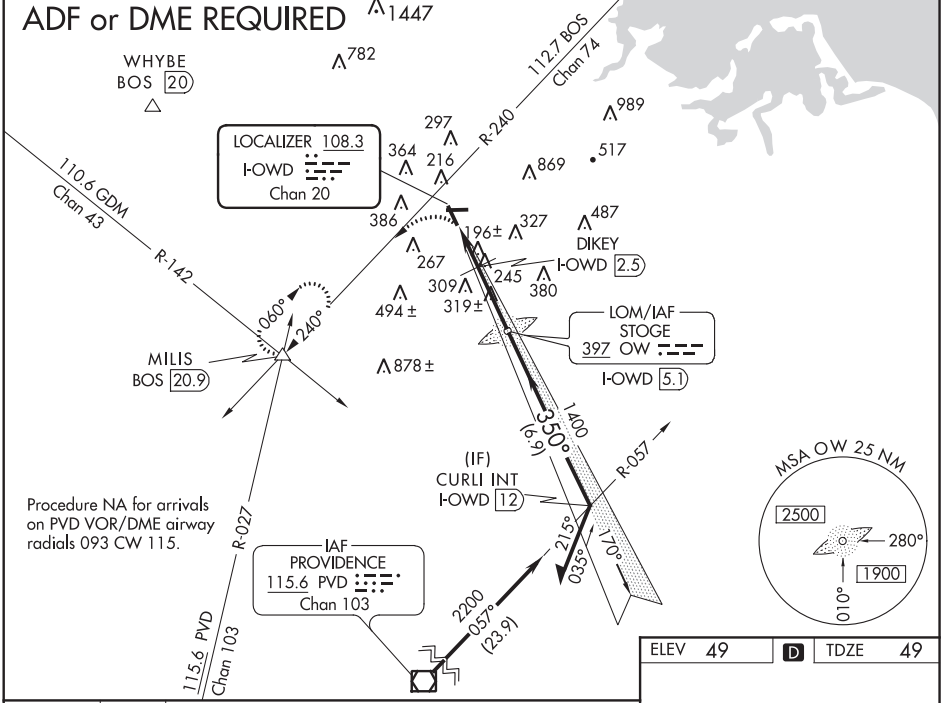 ADF or DME REQUIRED
1447
782
WHYBE
BOS 20
112.7 BOS
Chan 74
R-240
989
LOCALIZER 108.3
I-OWD
Chan 20
297
364
216
869
517
110.6 GDM
Chan 43
R-142
386
196±
327
487
267
DIKEY
I-OWD 2.5
245
309
380
494±
319±
060°
240°
LOM/IAF
STOGE
397 OW
I-OWD 5.1
MILIS
BOS 20.9
878±
1400
350°
(6.9)
(IF)
CURLI INT
I-OWD 12
R-057
MSA OW 25 NM
2500
280°
1900
010°
Procedure NA for arrivals
on PVD VOR/DME airway
radials 093 CW 115.
R-027
215°
035°
170°
IAF
PROVIDENCE
115.6 PVD
Chan 103
2200
057°
(23.9)
115.6 PVD
Chan 103
ELEV 49
D
TDZE 49